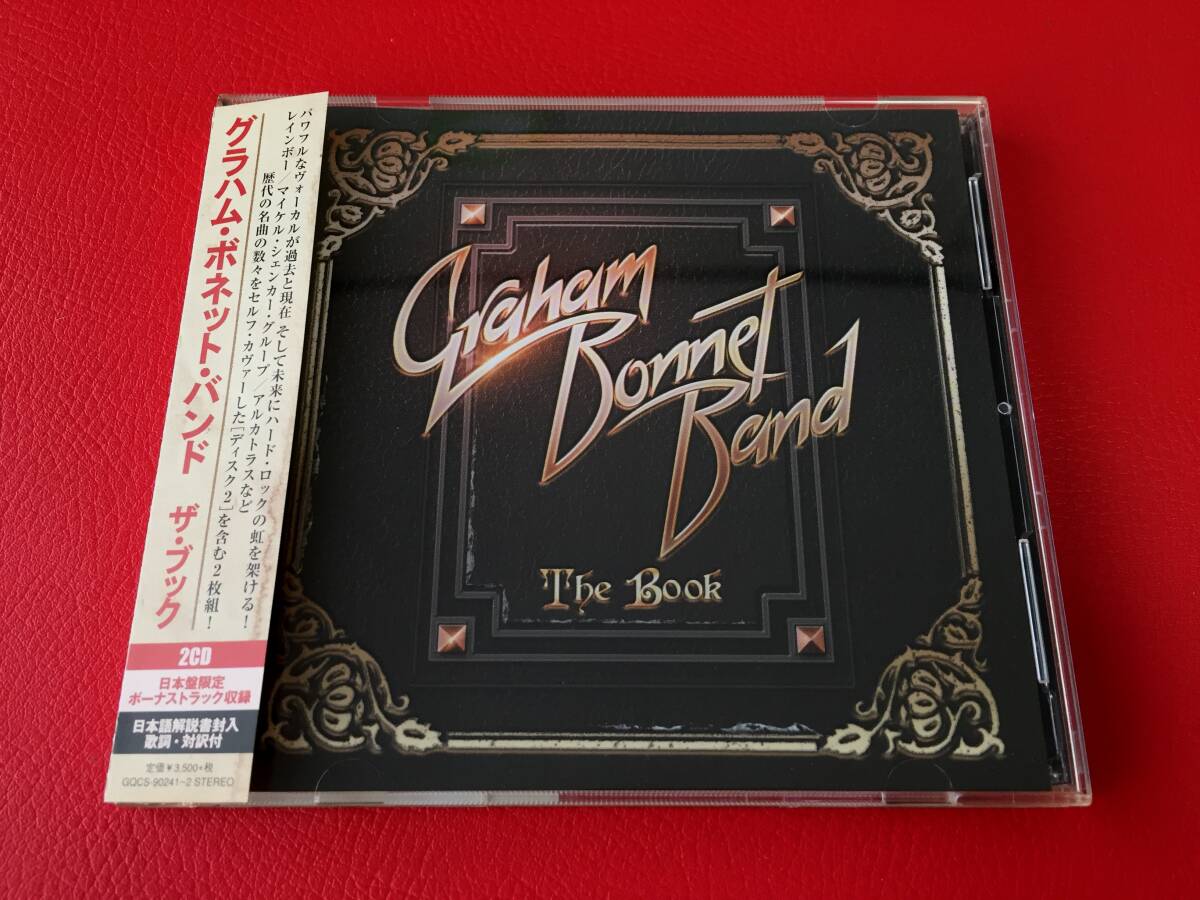 パワフルなヴォーカルが過去と現在 そして未来にハード・ロックの虹を架ける!
レインボー/マイケル・シェンカー・グループ/アルカトラスなど
歴代の名曲の数々をセルフ・カヴァーした[ディスク2]を含む2枚組!
グラハム・ボネット・バンド ザ・ブック
2CD
日本盤限定
ボーナストラック収録
日本語解説書封入
歌詞・対訳付
定価¥3,500+税
GQCS-90241~2 STEREO
Graham
Bonnet
Band
The Book